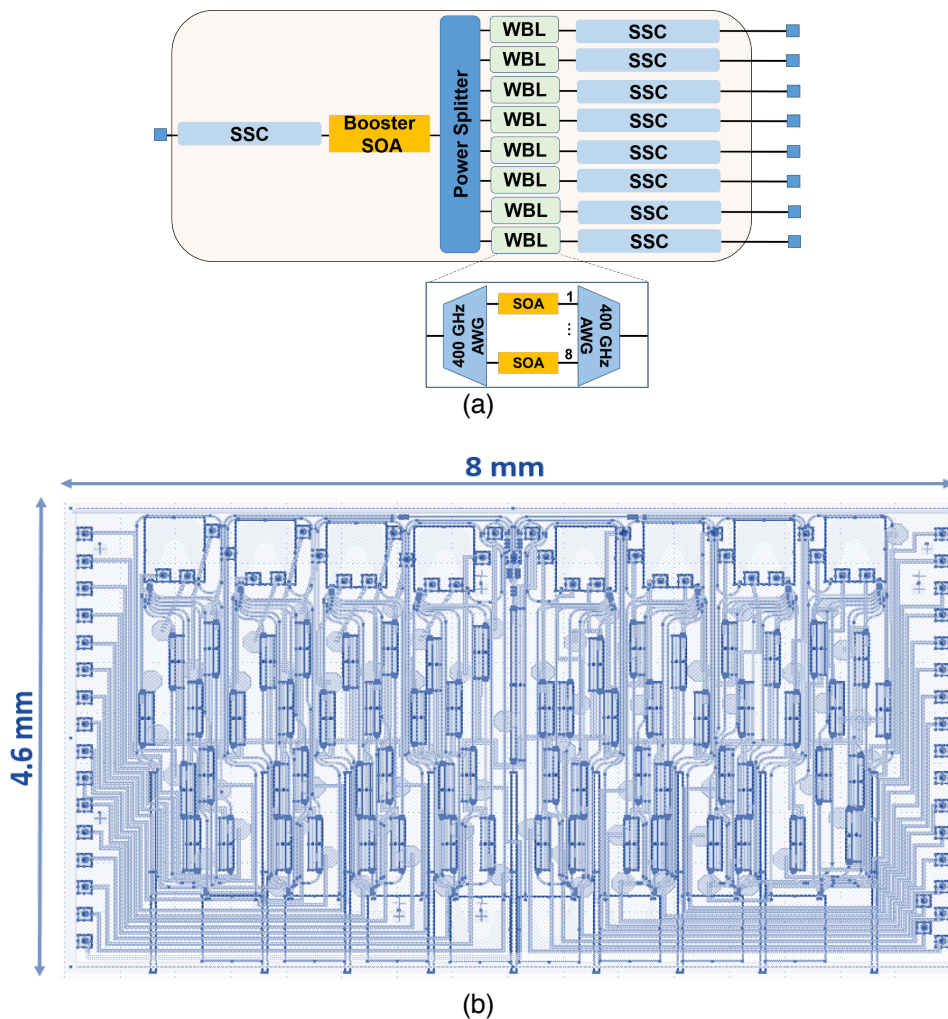 WBL SSC
WBL SSC
WBL SSC
WBL SSC
SSC
Booster
SOA
Power Splitter
WBL SSC
WBL SSC
WBL SSC
WBL SSC
400 GHz
AWG
SOA 1
⋮
SOA 8
400 GHz
AWG
(a)
8 mm
4.6 mm
(b)